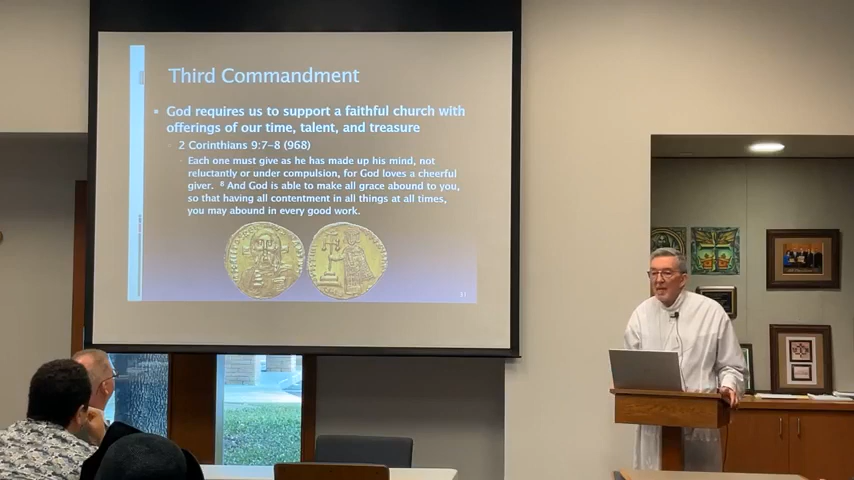 Third Commandment
God requires us to support a faithful church with
offerings of our time, talent, and treasure
2 Corinthians 9:7–8 (968)
Each one must give as he has made up his mind, not
reluctantly or under compulsion, for God loves a cheerful
giver. 8 And God is able to make all grace abound to you,
so that having all contentment in all things at all times,
you may abound in every good work.